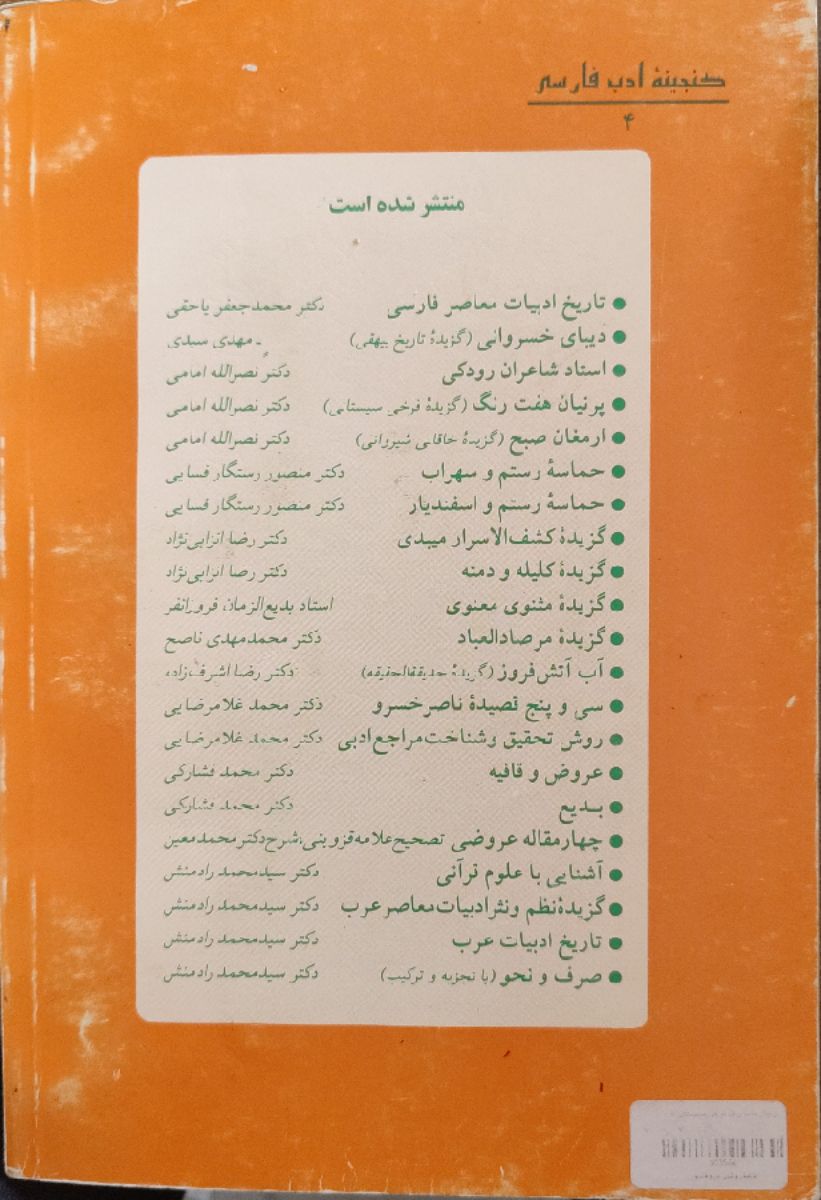 گنجینهٔ ادب فارسی
۴
منتشر شده است
● تاریخ ادبیات معاصر فارسی دکتر محمدجعفر یاحقی
● دیبای خسروانی (گزیدهٔ تاریخ بیهقی) مهدی سیدی
● استاد شاعران رودکی دکتر نصرالله امامی
● پرنیان هفت رنگ (گزیدهٔ فرخی سیستانی) دکتر نصرالله امامی
● ارمغان صبح (گزیدهٔ خاقانی شیروانی) دکتر نصرالله امامی
● حماسهٔ رستم و سهراب دکتر منصور رستگار فسایی
● حماسهٔ رستم و اسفندیار دکتر منصور رستگار فسایی
● گزیدهٔ کشف‌الاسرار میبدی دکتر رضا انزابی‌نژاد
● گزیدهٔ کلیله و دمنه دکتر رضا انزابی‌نژاد
● گزیدهٔ مثنوی معنوی استاد بدیع‌الزمان فروزانفر
● گزیدهٔ مرصادالعباد دکتر محمدمهدی ناصح
● آب آتش‌فروز (گزیدهٔ حدیقةالحقیقه) دکتر رضا اشرف‌زاده
● سی و پنج قصیدهٔ ناصرخسرو دکتر محمد غلامرضایی
● روش تحقیق و شناخت مراجع ادبی دکتر محمد غلامرضایی
● عروض و قافیه دکتر محمد فشارکی
● بدیع دکتر محمد فشارکی
● چهارمقاله عروضی تصحیح علامه قزوینی، شرح دکتر محمد معین
● آشنایی با علوم قرآنی دکتر سیدمحمد رادمنش
● گزیدهٔ نظم ونثر ادبیات معاصر عرب دکتر سیدمحمد رادمنش
● تاریخ ادبیات عرب دکتر سیدمحمد رادمنش
● صرف و نحو (با تجزیه و ترکیب) دکتر سیدمحمد رادمنش